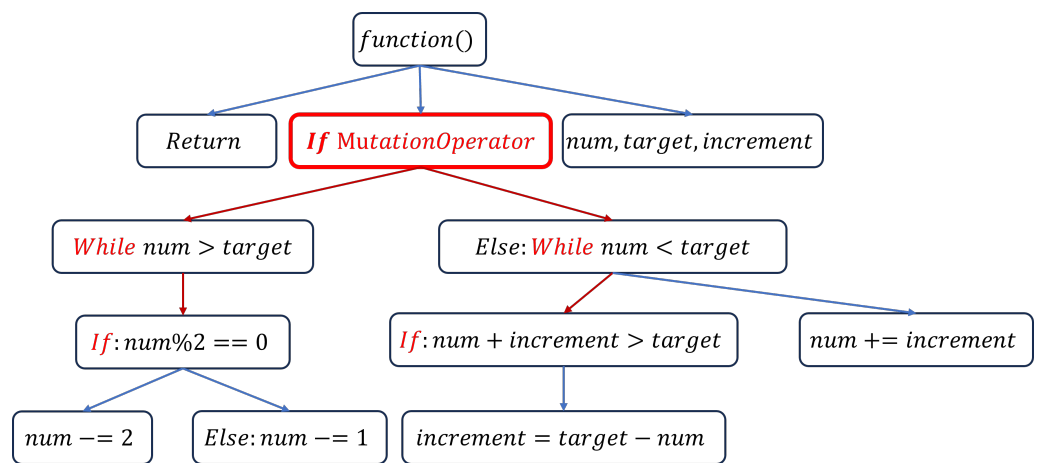 function()
Return
If MutationOperator
num, target, increment
While num > target
Else: While num < target
If: num%2 == 0
If: num + increment > target
num += increment
num −= 2
Else: num −= 1
increment = target − num